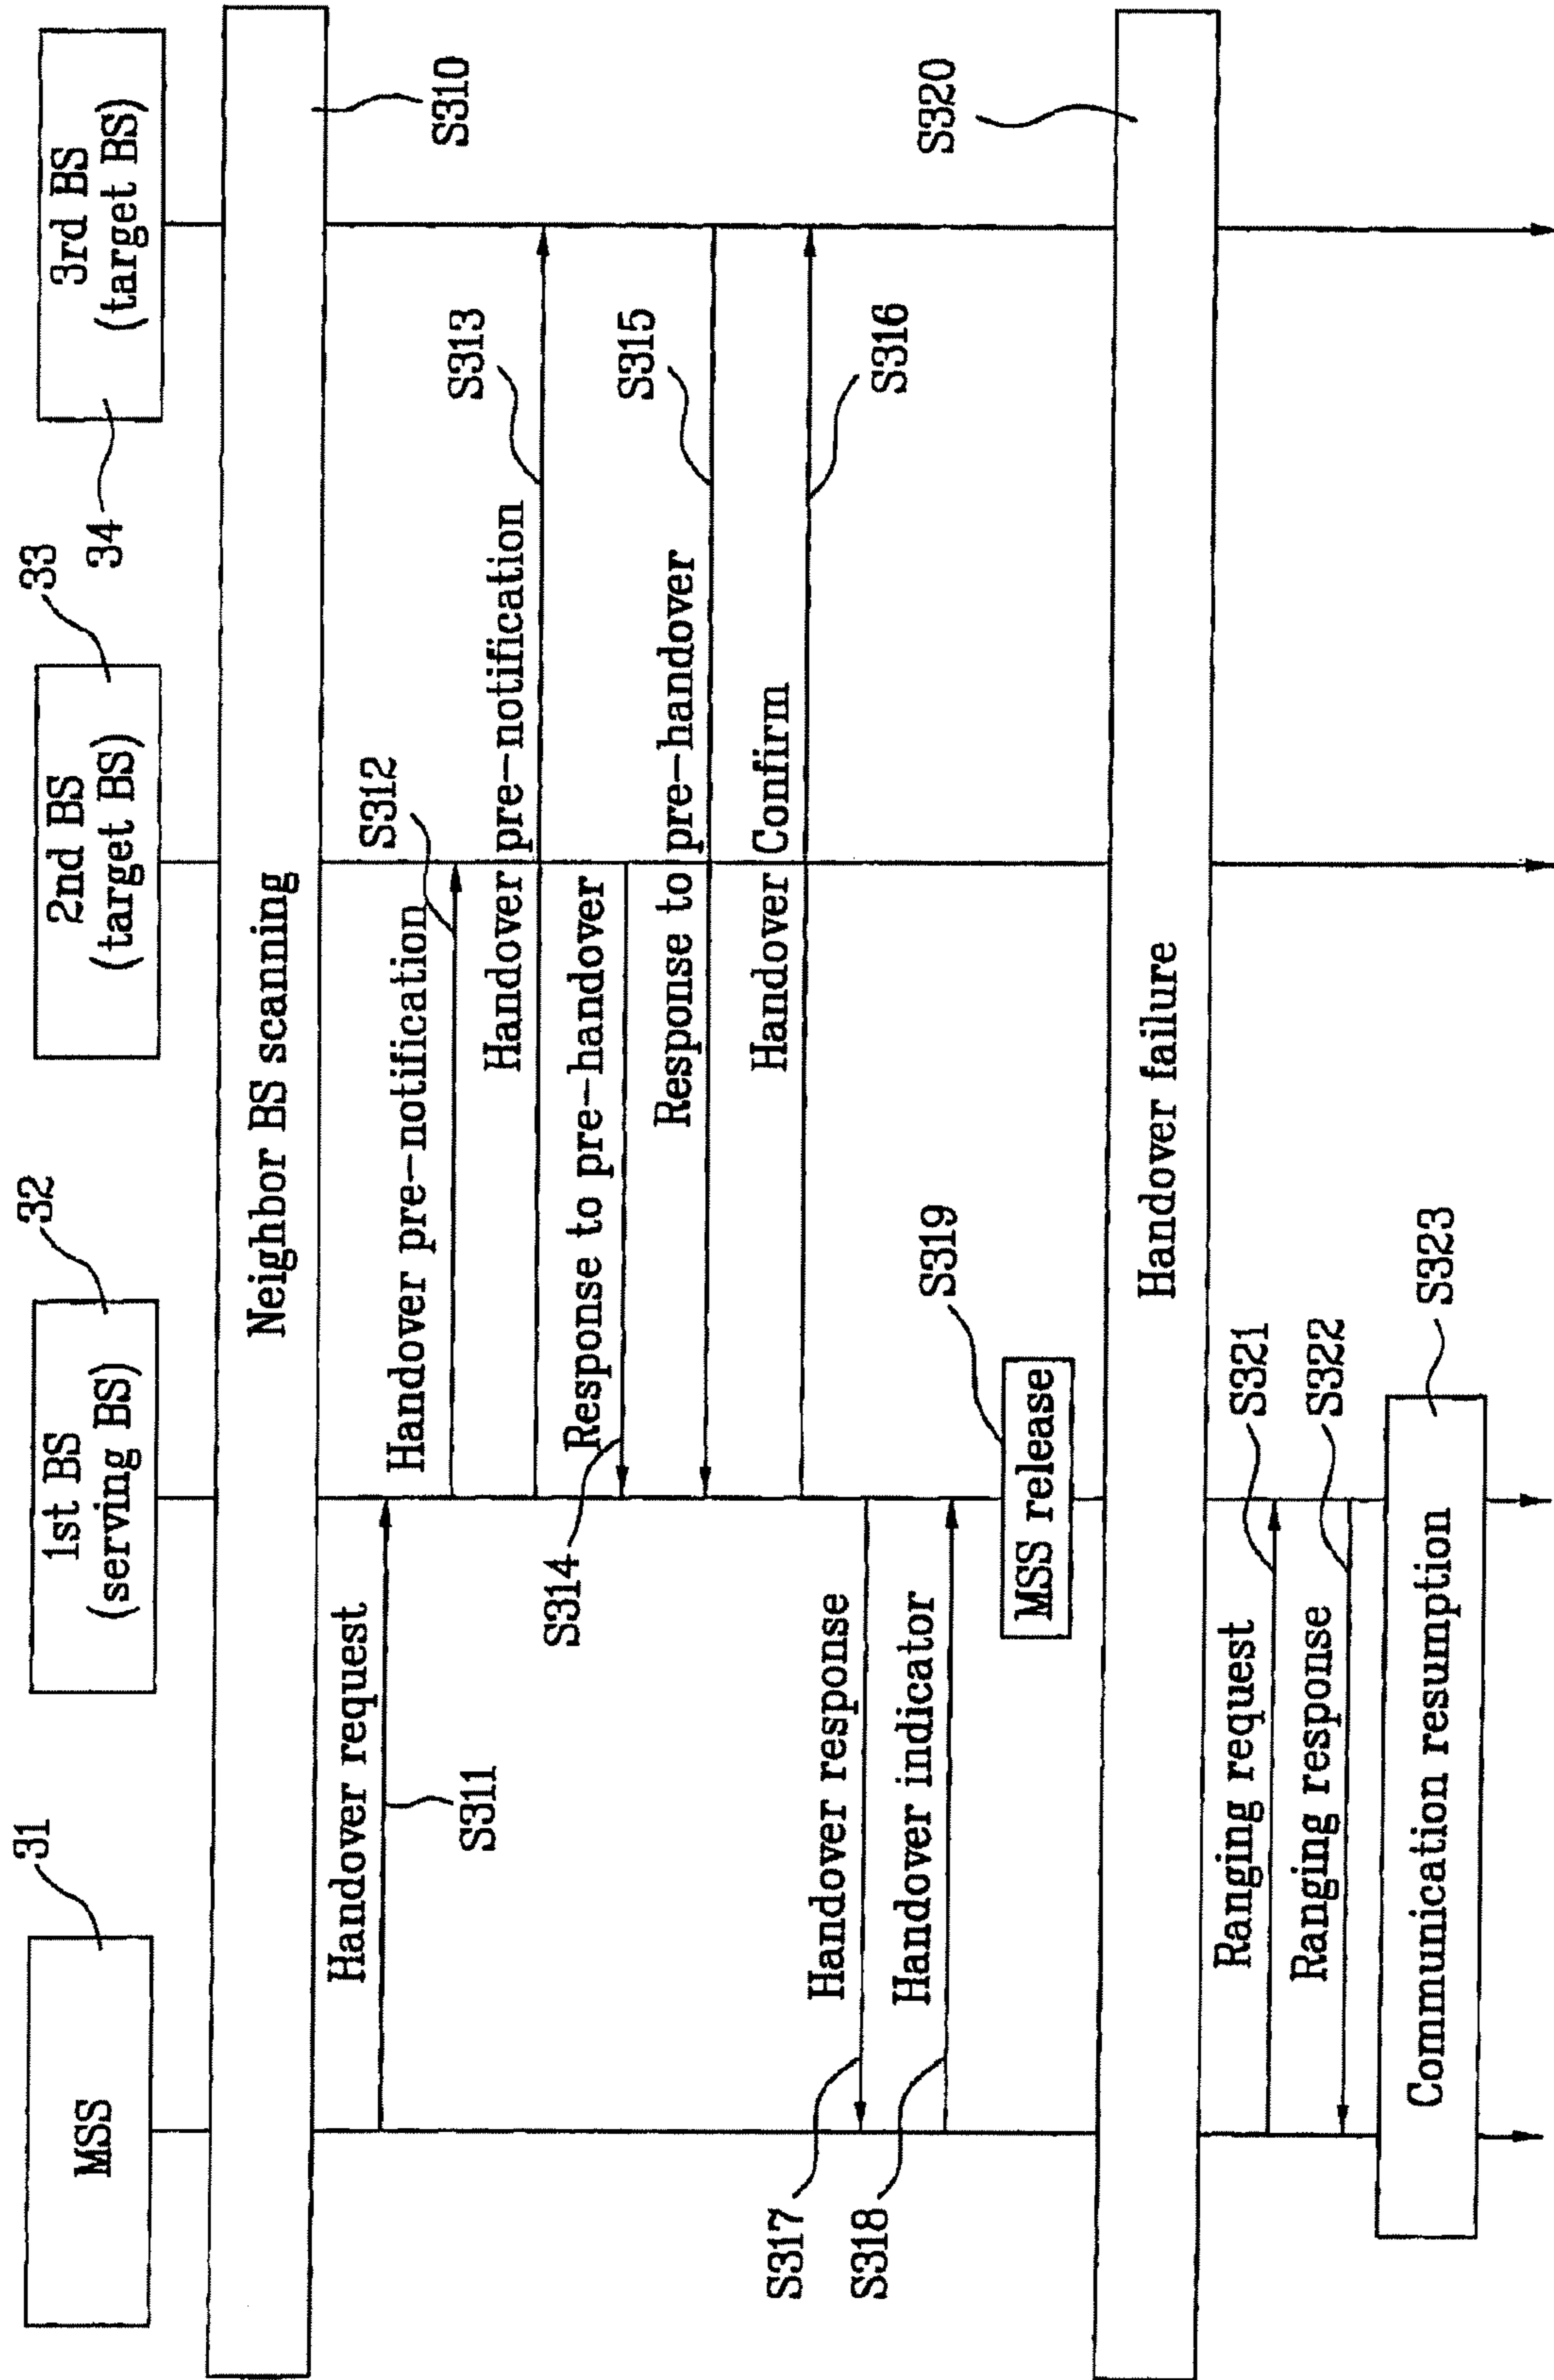 MSS
31
1st BS
(serving BS)
32
2nd BS
(target BS)
33
3rd BS
(target BS)
34
Neighbor BS scanning
S310
Handover request
S311
Handover pre-notification
S312
Handover pre-notification
S313
Response to pre-handover
S314
Response to pre-handover
S315
Handover Confirm
S316
Handover response
S317
Handover indicator
S318
MSS release
S319
Handover failure
S320
Ranging request
S321
Ranging response
S322
Communication resumption
S323